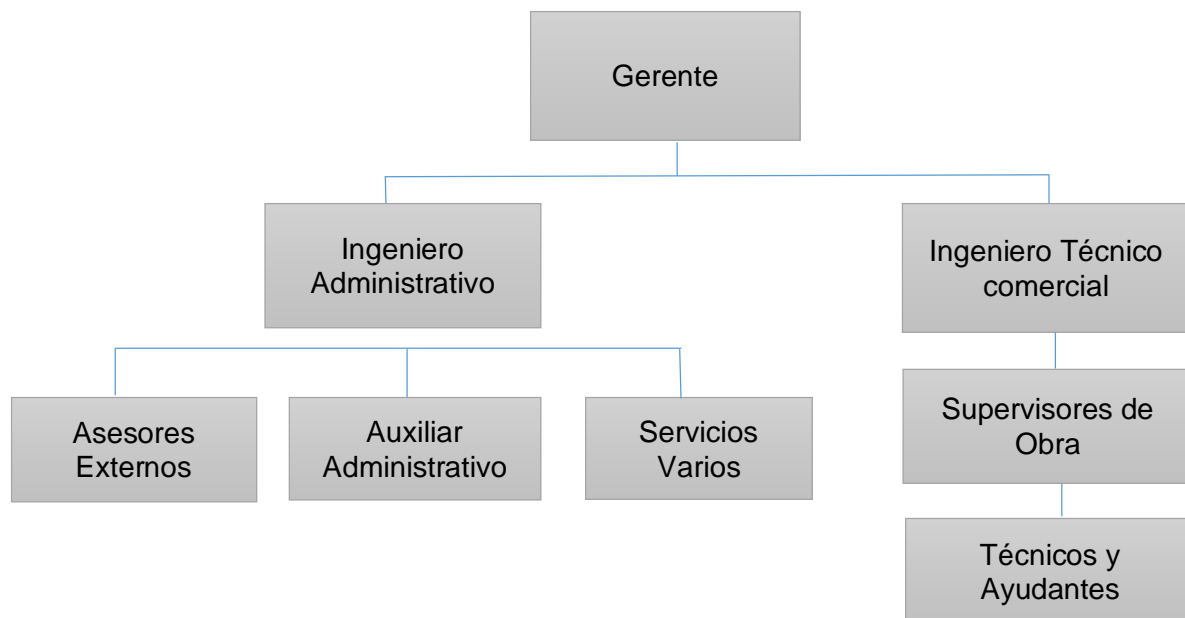 Gerente
Ingeniero
Administrativo
Ingeniero Técnico
comercial
Asesores
Externos
Auxiliar
Administrativo
Servicios
Varios
Supervisores de
Obra
Técnicos y
Ayudantes